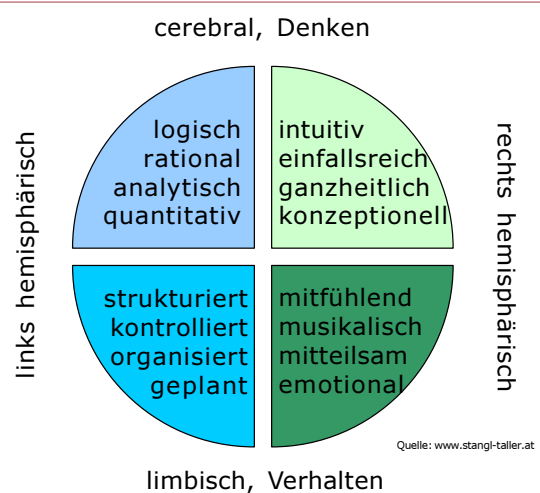 cerebral, Denken
links hemisphärisch
logisch
rational
analytisch
quantitativ
intuitiv
einfallsreich
ganzheitlich
konzeptionell
rechts hemisphärisch
strukturiert
kontrolliert
organisiert
geplant
mitfühlend
musikalisch
mitteilsam
emotional
Quelle: www.stangl-taller.at
limbisch, Verhalten